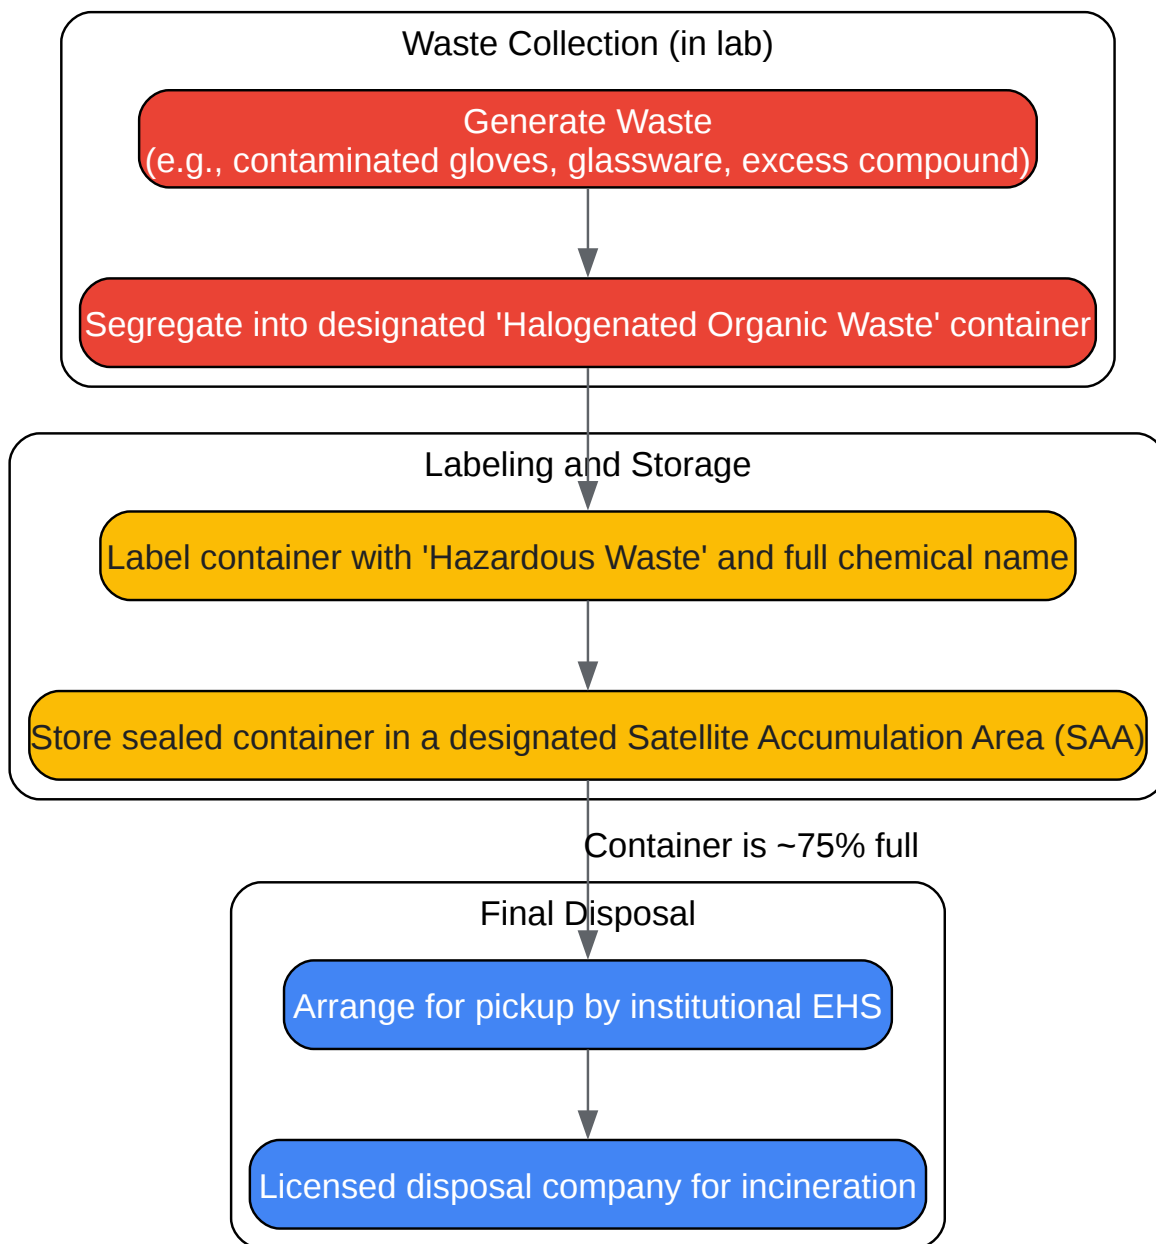 Waste Collection (in lab)
Generate Waste
(e.g., contaminated gloves, glassware, excess compound)
Segregate into designated 'Halogenated Organic Waste' container
Labeling and Storage
Label container with 'Hazardous Waste' and full chemical name
Store sealed container in a designated Satellite Accumulation Area (SAA)
Container is ~75% full
Final Disposal
Arrange for pickup by institutional EHS
Licensed disposal company for incineration